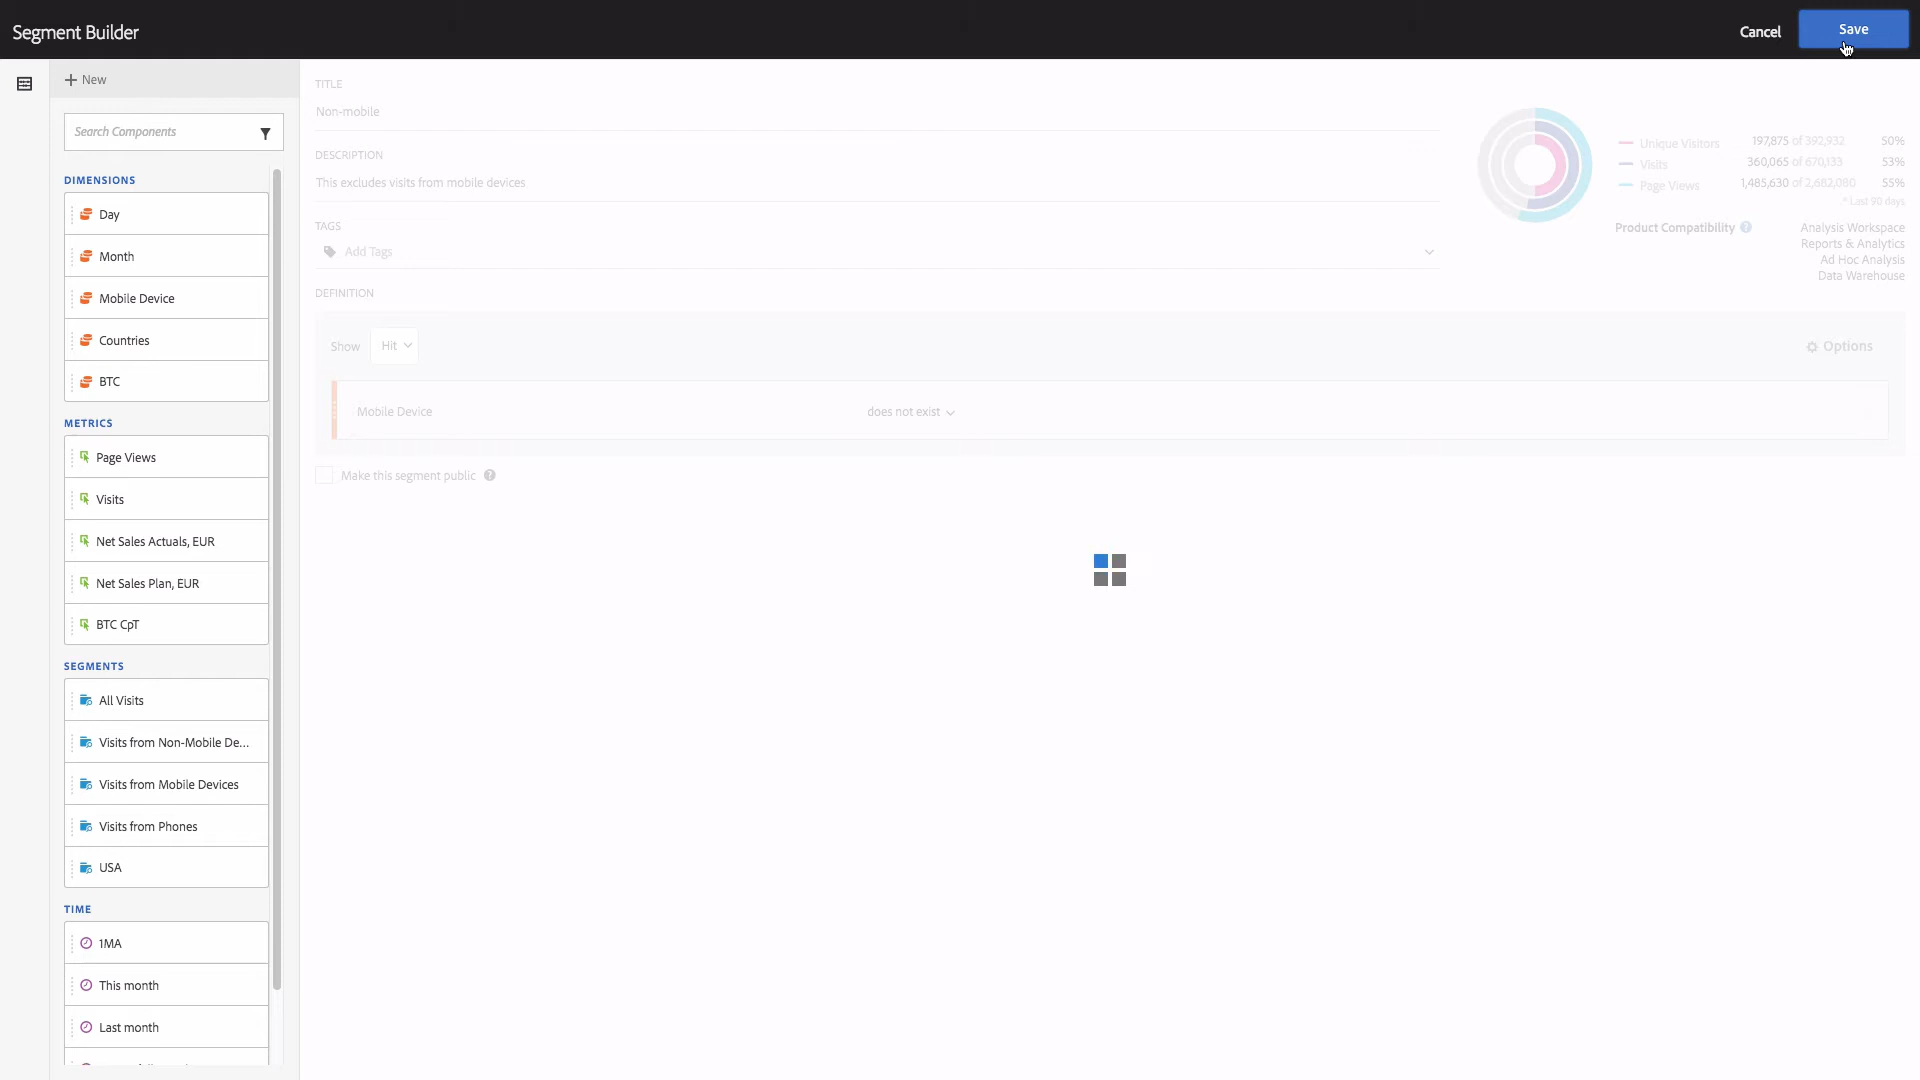 Segment Builder
Cancel
Save
New
Search Components
DIMENSIONS
Day
Month
Mobile Device
Countries
BTC
METRICS
Page Views
Visits
Net Sales Actuals, EUR
Net Sales Plan, EUR
BTC CpT
SEGMENTS
All Visits
Visits from Non-Mobile De...
Visits from Mobile Devices
Visits from Phones
USA
TIME
1MA
This month
Last month
TITLE
Non-mobile
DESCRIPTION
This excludes visits from mobile devices
TAGS
Add Tags
DEFINITION
Show Hit
Options
Mobile Device does not exist
Make this segment public ?
Unique Visitors 197,875 of 392,932 50%
Visits 360,065 of 670,133 53%
Page Views 1,485,630 of 2,682,080 55%
* Last 90 days
Product Compatibility ? Analysis Workspace
Reports & Analytics
Ad Hoc Analysis
Data Warehouse